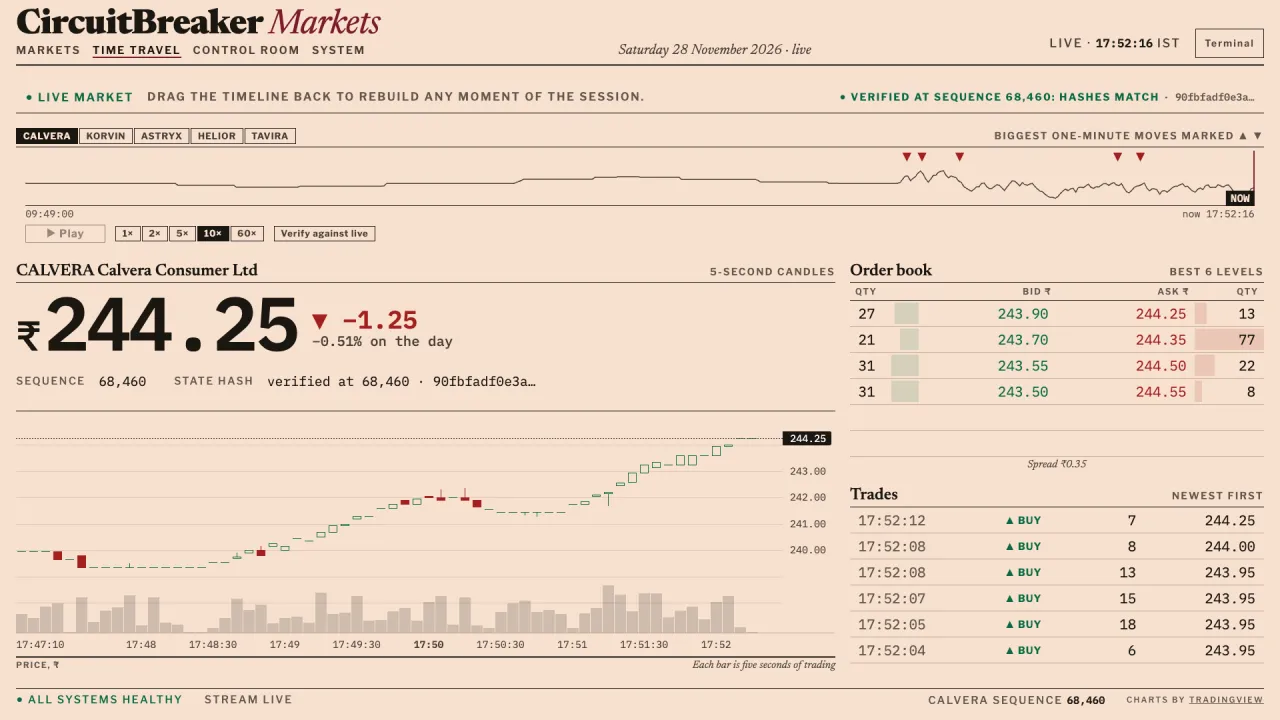 CircuitBreaker Markets
MARKETS TIME TRAVEL CONTROL ROOM SYSTEM
Saturday 28 November 2026 · live
LIVE · 17:52:16 IST
Terminal
• LIVE MARKET DRAG THE TIMELINE BACK TO REBUILD ANY MOMENT OF THE SESSION.
• VERIFIED AT SEQUENCE 68,460: HASHES MATCH · 90fbfadf0e3a…
CALVERA KORVIN ASTRYX HELIOR TAVIRA
BIGGEST ONE-MINUTE MOVES MARKED ▲ ▼
NOW
09:49:00
now 17:52:16
▶ Play 1× 2× 5× 10× 60× Verify against live
CALVERA Calvera Consumer Ltd
5-SECOND CANDLES
₹244.25 ▼ −1.25
−0.51% on the day
SEQUENCE 68,460 STATE HASH verified at 68,460 · 90fbfadf0e3a…
244.25
243.00
242.00
241.00
240.00
17:47:10 17:48 17:48:30 17:49 17:49:30 17:50 17:50:30 17:51 17:51:30 17:52
PRICE, ₹
Each bar is five seconds of trading
Order book
BEST 6 LEVELS
QTY BID ₹ ASK ₹ QTY
27 243.90 244.25 13
21 243.70 244.35 77
31 243.55 244.50 22
31 243.50 244.55 8
Spread ₹0.35
Trades
NEWEST FIRST
17:52:12 ▲ BUY 7 244.25
17:52:08 ▲ BUY 8 244.00
17:52:08 ▲ BUY 13 243.95
17:52:07 ▲ BUY 15 243.95
17:52:05 ▲ BUY 18 243.95
17:52:04 ▲ BUY 6 243.95
• ALL SYSTEMS HEALTHY STREAM LIVE
CALVERA SEQUENCE 68,460 CHARTS BY TRADINGVIEW